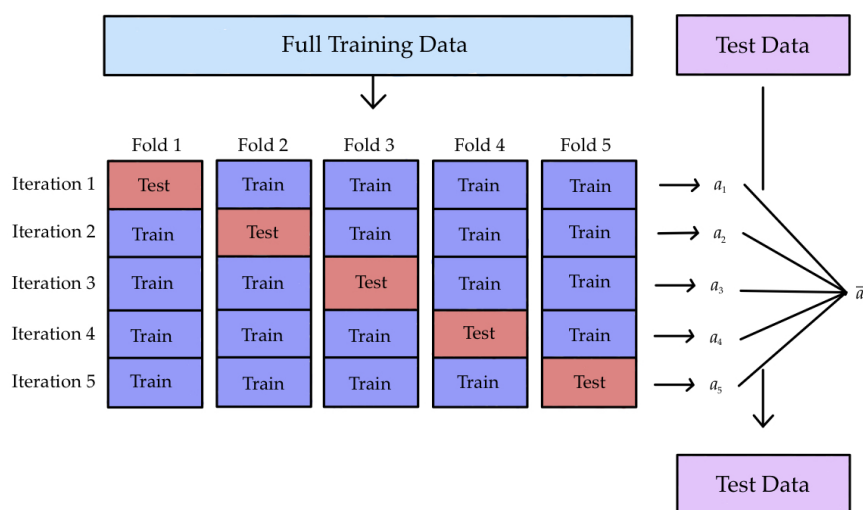 Full Training Data
Test Data
Fold 1 Fold 2 Fold 3 Fold 4 Fold 5
Iteration 1 Test Train Train Train Train a₁
Iteration 2 Train Test Train Train Train a₂
Iteration 3 Train Train Test Train Train a₃
a̅
Iteration 4 Train Train Train Test Train a₄
Iteration 5 Train Train Train Train Test a₅
Test Data